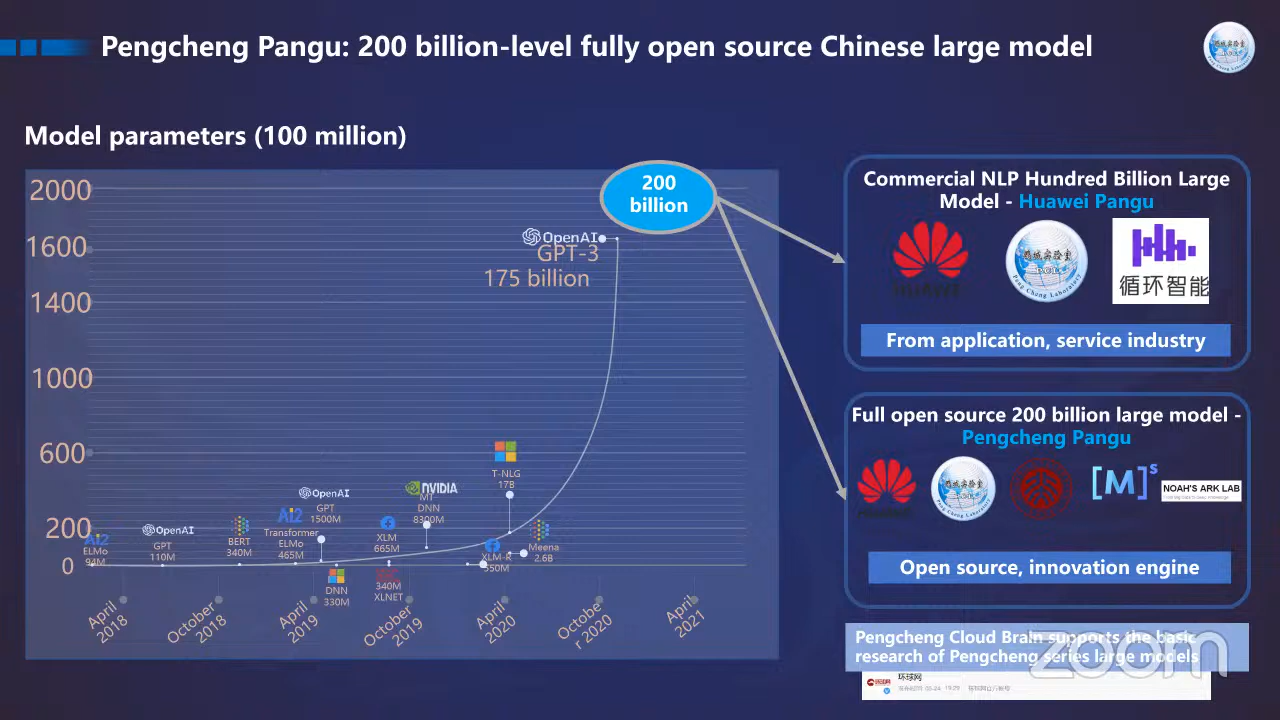 Pengcheng Pangu: 200 billion-level fully open source Chinese large model
Model parameters (100 million)
2000
1600
1400
1000
600
200
0
200
billion
OpenAI
GPT-3
175 billion
T-NLG
17B
NVIDIA
MT
DNN
8300M
OpenAI
GPT
1500M
AI2
Transformer
ELMo
465M
XLM
665M
OpenAI
GPT
110M
BERT
340M
AI2
ELMo
94M
XLM-R
550M
Meena
2.6B
DNN
330M
340M
XLNET
April
2018
October
2018
April
2019
October
2019
April
2020
Octobe
r 2020
April
2021
Commercial NLP Hundred Billion Large
Model - Huawei Pangu
HUAWEI
Peng Cheng Laboratory
循环智能
From application, service industry
Full open source 200 billion large model -
Pengcheng Pangu
[M]s
NOAH'S ARK LAB
Open source, innovation engine
Pengcheng Cloud Brain supports the basic
research of Pengcheng series large models
zoom
环球网